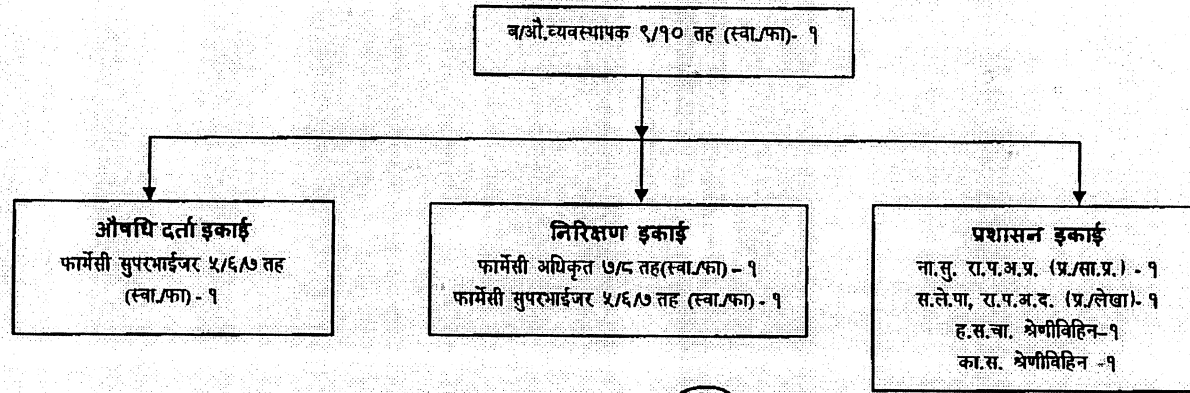 ब/औ.व्यवस्थापक ९/१० तह (स्वा./फा)- १
औषधि दर्ता इकाई
फार्मेसी सुपरभाईजर ५/६/७ तह
(स्वा./फा) - १
निरिक्षण इकाई
फार्मेसी अधिकृत ७/८ तह(स्वा./फा) – १
फार्मेसी सुपरभाईजर ५/६/७ तह (स्वा./फा) - १
प्रशासन इकाई
ना.सु. रा.प.अ.प्र. (प्र./सा.प्र.) - १
स.ले.पा, रा.प.अ.द. (प्र./लेखा)- १
ह.स.चा. श्रेणीविहिन–१
का.स. श्रेणीविहिन -१